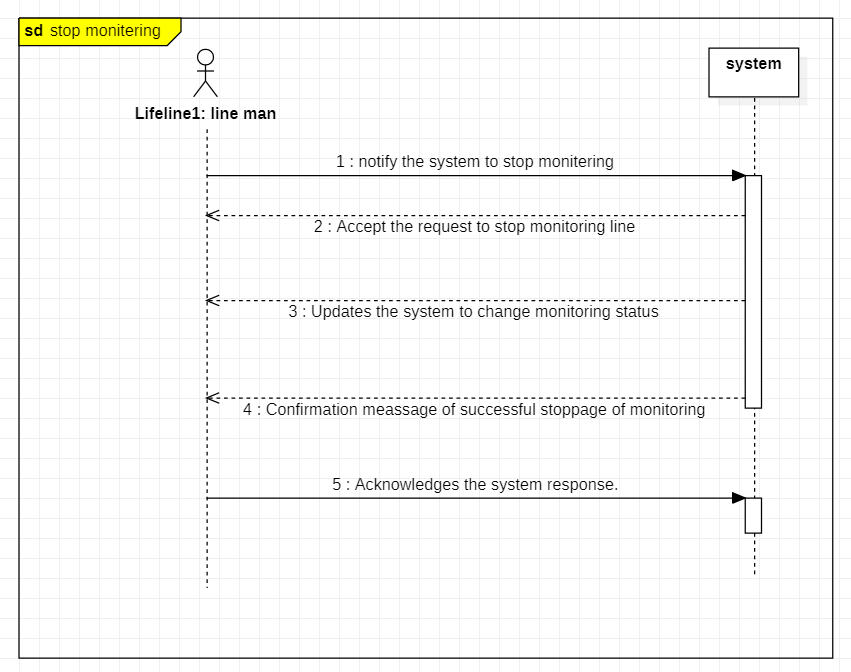 sd stop monitering
system
Lifeline1: line man
1 : notify the system to stop monitering
2 : Accept the request to stop monitoring line
3 : Updates the system to change monitoring status
4 : Confirmation meassage of successful stoppage of monitoring
5 : Acknowledges the system response.